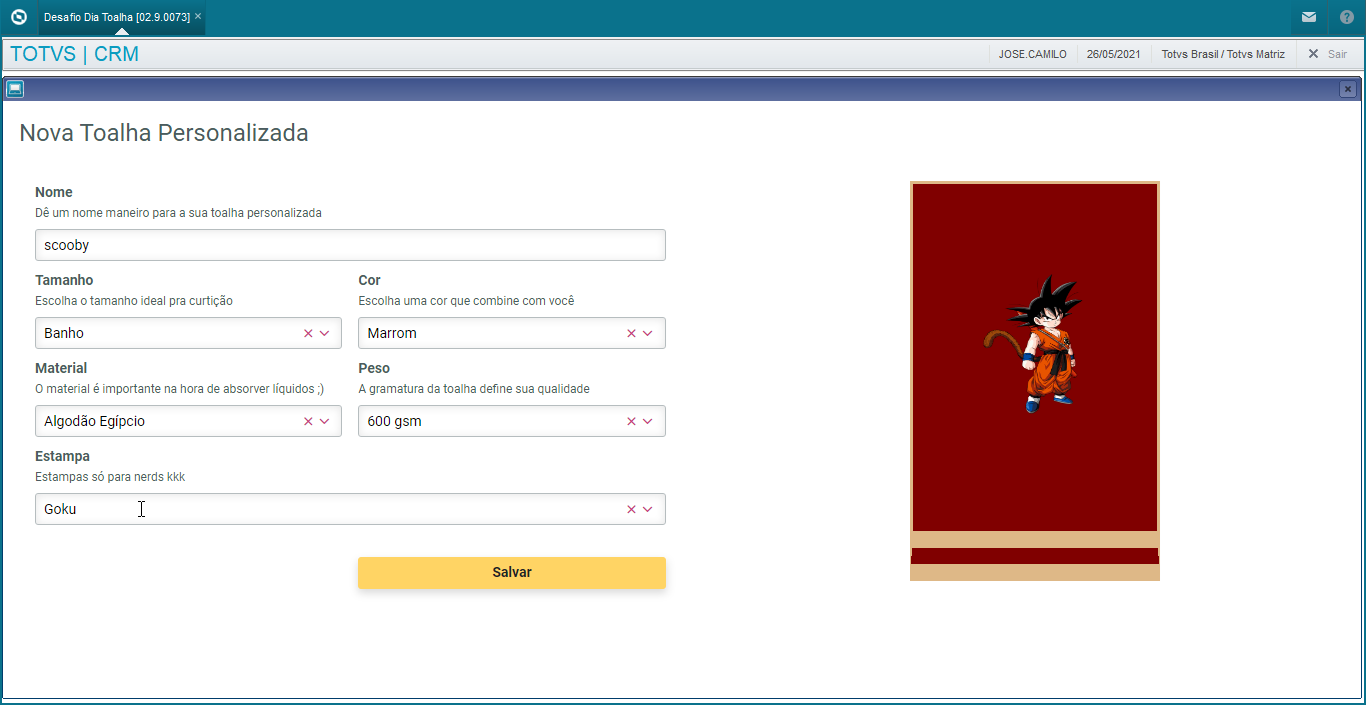 Desafio Dia Toalha [02.9.0073] ×
TOTVS | CRM
JOSE.CAMILO 26/05/2021 Totvs Brasil / Totvs Matriz Sair
Nova Toalha Personalizada
Nome
Dê um nome maneiro para a sua toalha personalizada
scooby
Tamanho Cor
Escolha o tamanho ideal pra curtição Escolha uma cor que combine com você
Banho Marrom
Material Peso
O material é importante na hora de absorver líquidos ;) A gramatura da toalha define sua qualidade
Algodão Egípcio 600 gsm
Estampa
Estampas só para nerds kkk
Goku
Salvar